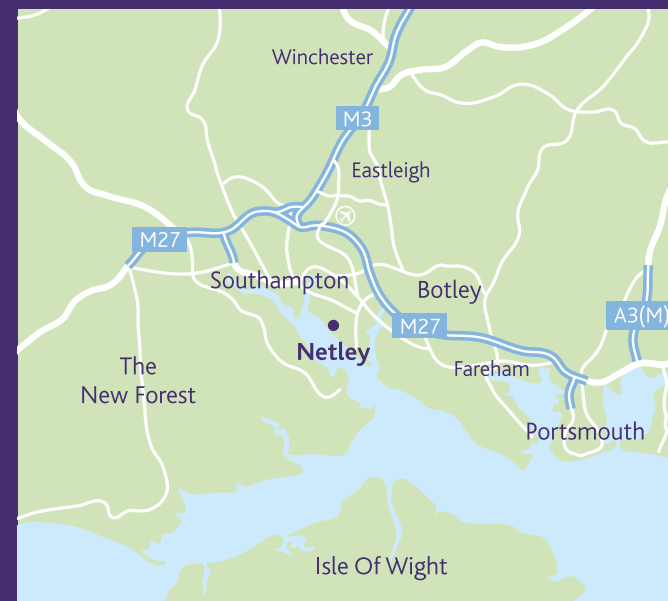 Winchester
M3
Eastleigh
M27
Southampton
Botley
A3(M)
M27
Netley
The
New Forest
Fareham
Portsmouth
Isle Of Wight